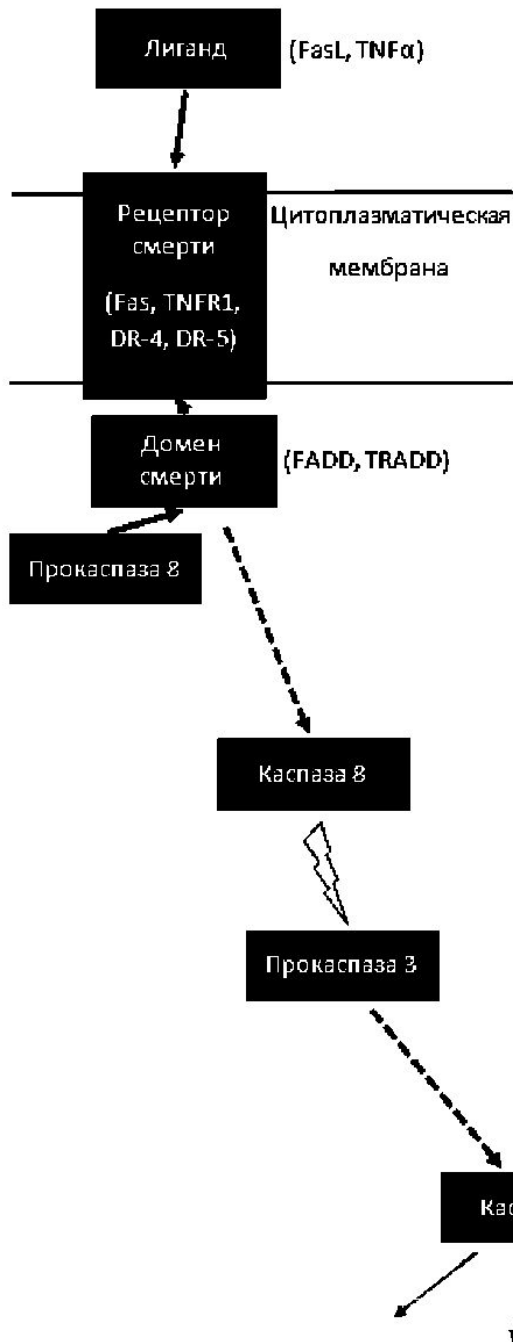 Лиганд (FasL, TNFα)
Рецептор
смерти
(Fas, TNFR1,
DR-4, DR-5)
Цитоплазматическая
мембрана
Домен
смерти
(FADD, TRADD)
Прокаспаза 8
Каспаза 8
Прокаспаза 3
Кас